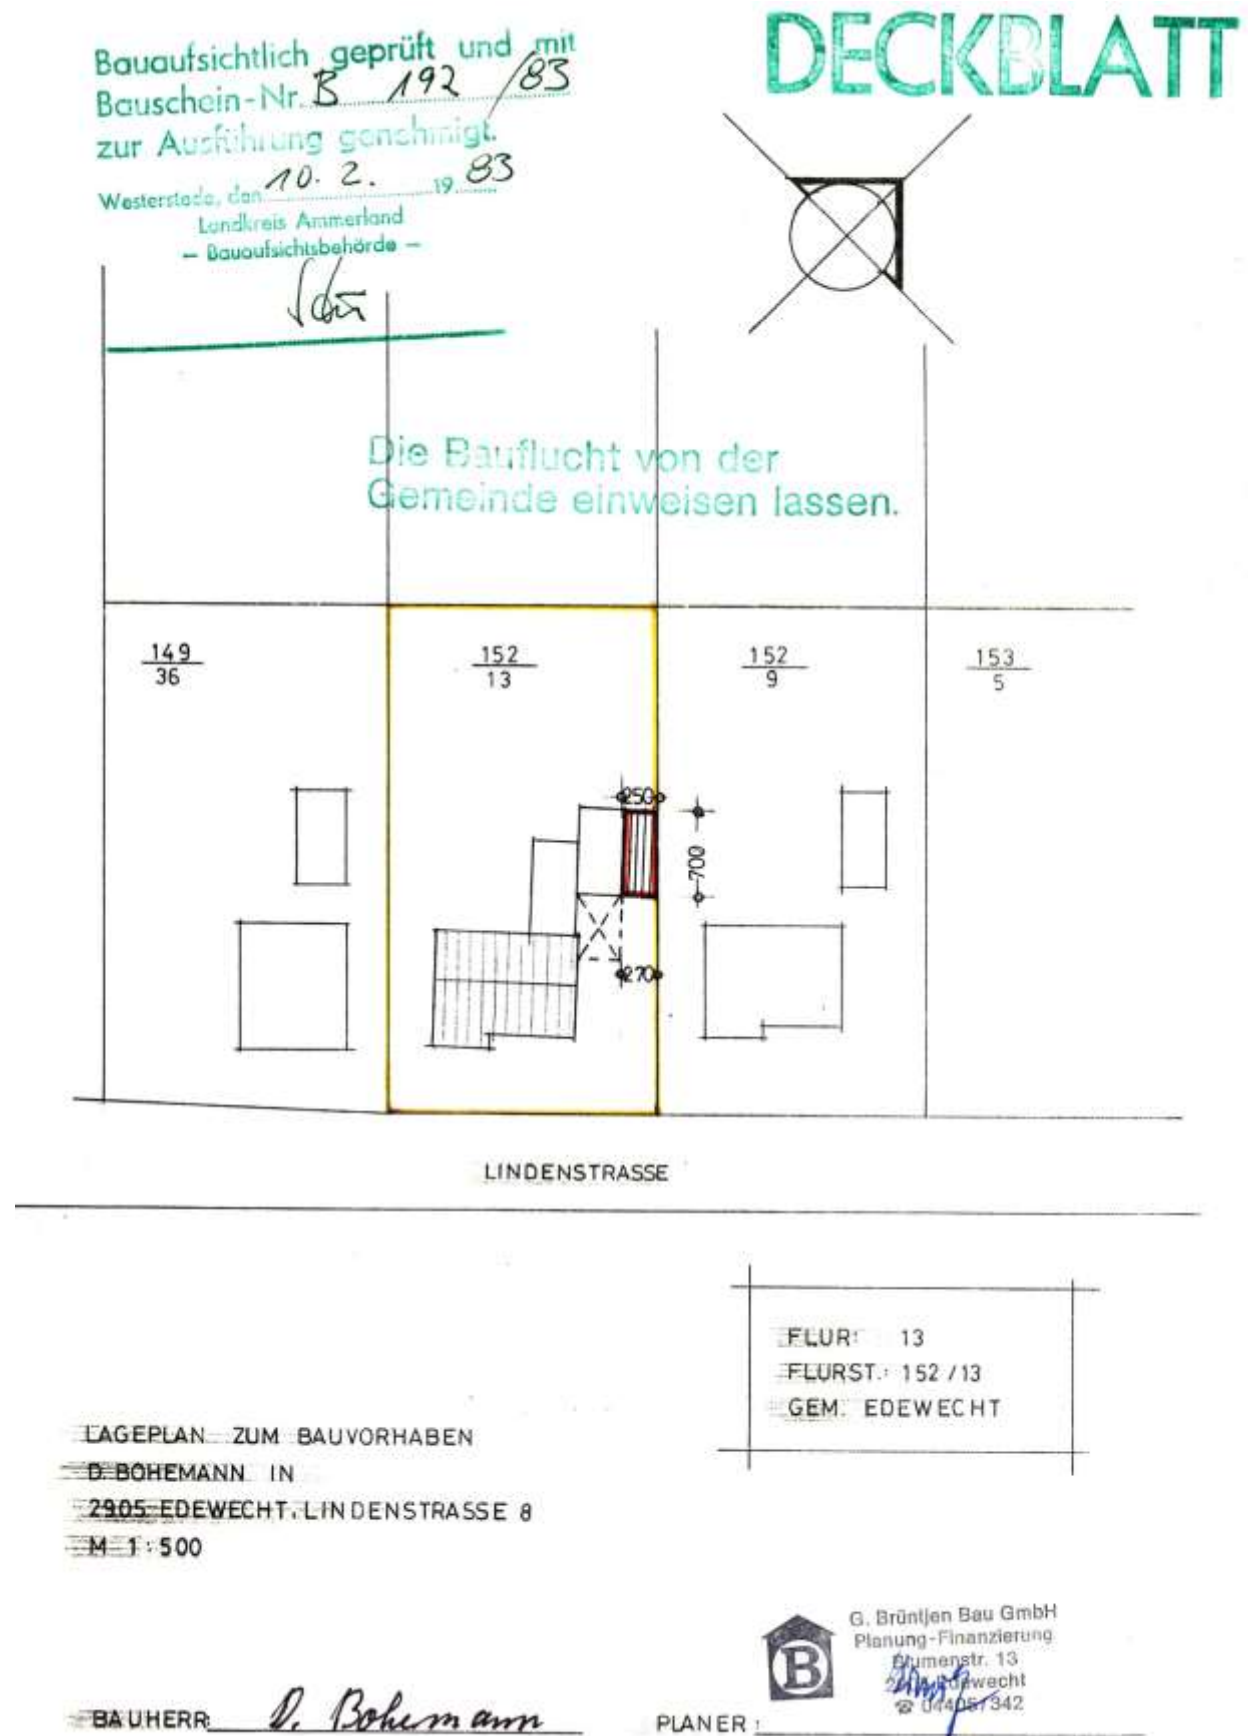 DECKBLATT
Bauaufsichtlich geprüft und mit
Bauschein-Nr. B 192/83
zur Ausführung genehmigt.
Westerstede, den 10. 2. 19 83
Landkreis Ammerland
– Bauaufsichtsbehörde –
Die Bauflucht von der
Gemeinde einweisen lassen.
149
36
152
13
152
9
153
5
250
700
270
LINDENSTRASSE
FLUR: 13
FLURST.: 152/13
GEM. EDEWECHT
LAGEPLAN ZUM BAUVORHABEN
D. BOHEMANN IN
2905 EDEWECHT, LINDENSTRASSE 8
M 1:500
B
G. Brüntjen Bau GmbH
Planung-Finanzierung
Blumenstr. 13
Edewecht
BAUHERR: D. Bohemann
PLANER: